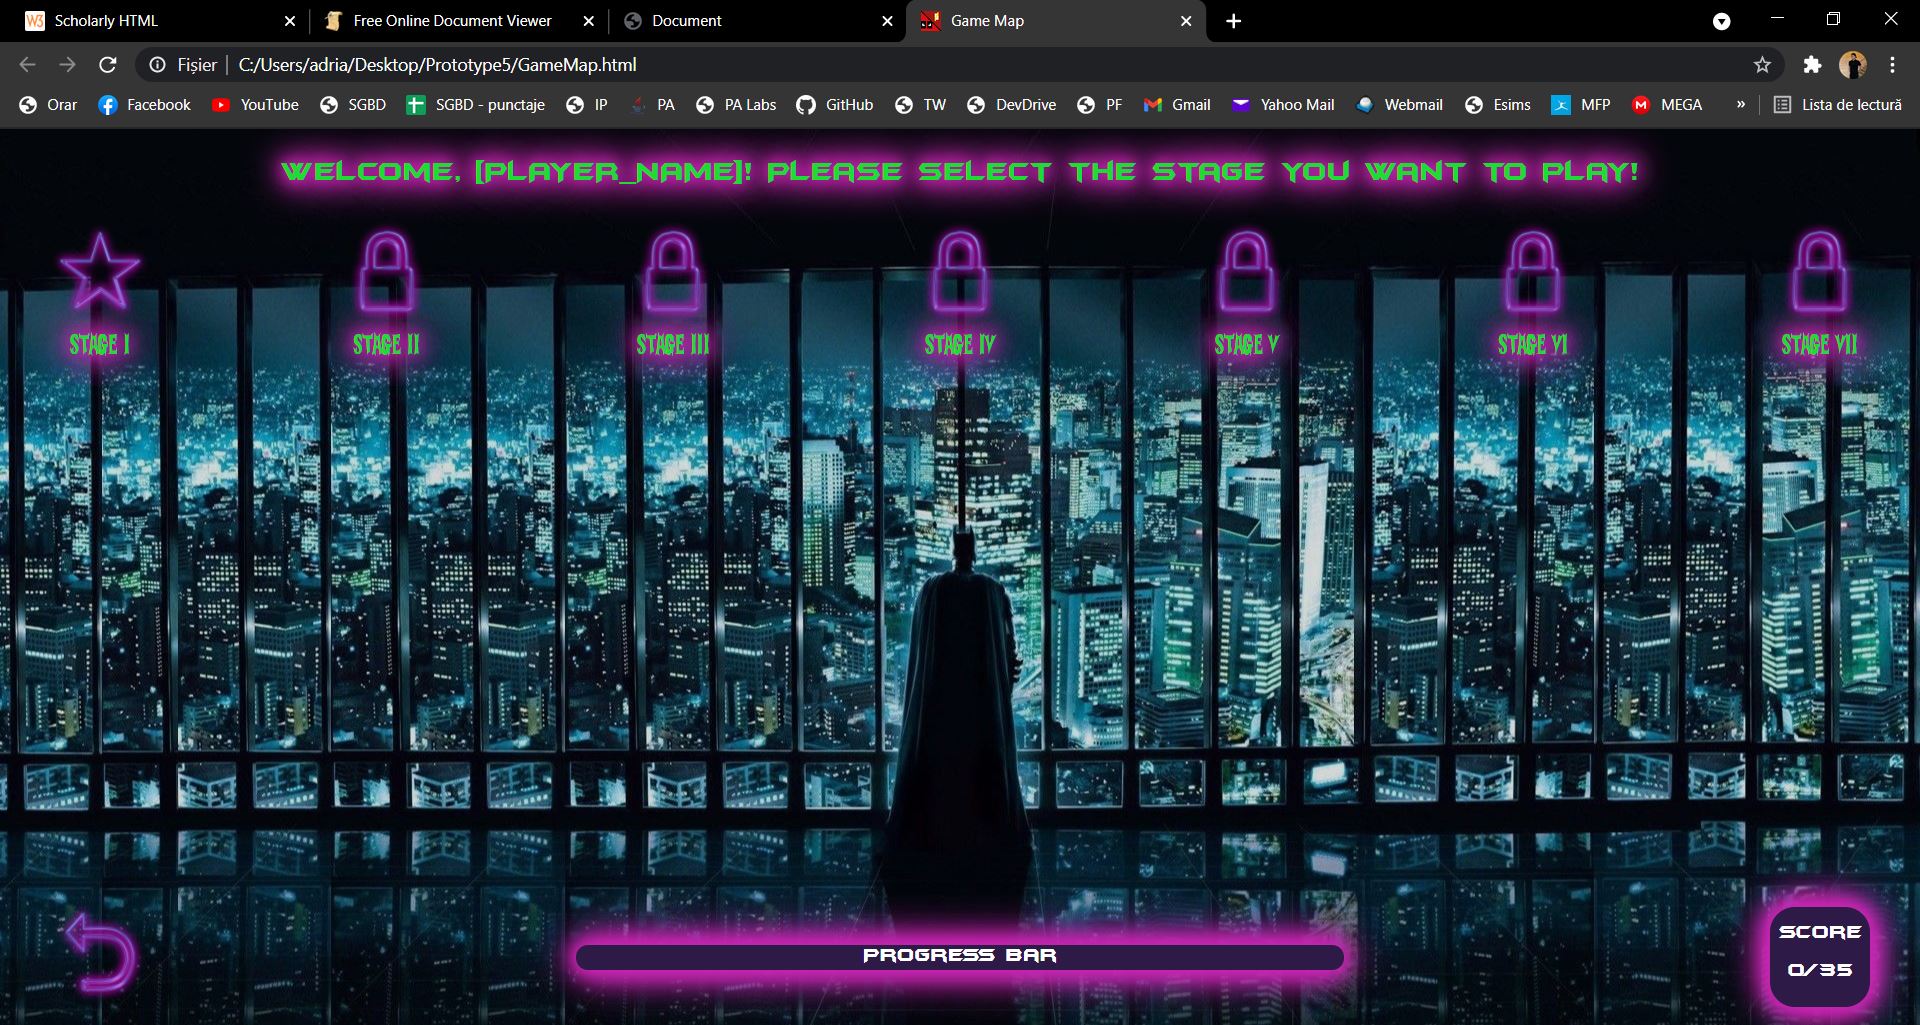 Scholarly HTML
Free Online Document Viewer
Document
Game Map
Fișier | C:/Users/adria/Desktop/Prototype5/GameMap.html
Orar Facebook YouTube SGBD SGBD - punctaje IP PA PA Labs GitHub TW DevDrive PF Gmail Yahoo Mail Webmail Esims MFP MEGA » Lista de lectură
WELCOME, [PLAYER_NAME]! PLEASE SELECT THE STAGE YOU WANT TO PLAY!
STAGE I STAGE II STAGE III STAGE IV STAGE V STAGE VI STAGE VII
PROGRESS BAR
SCORE
0/35